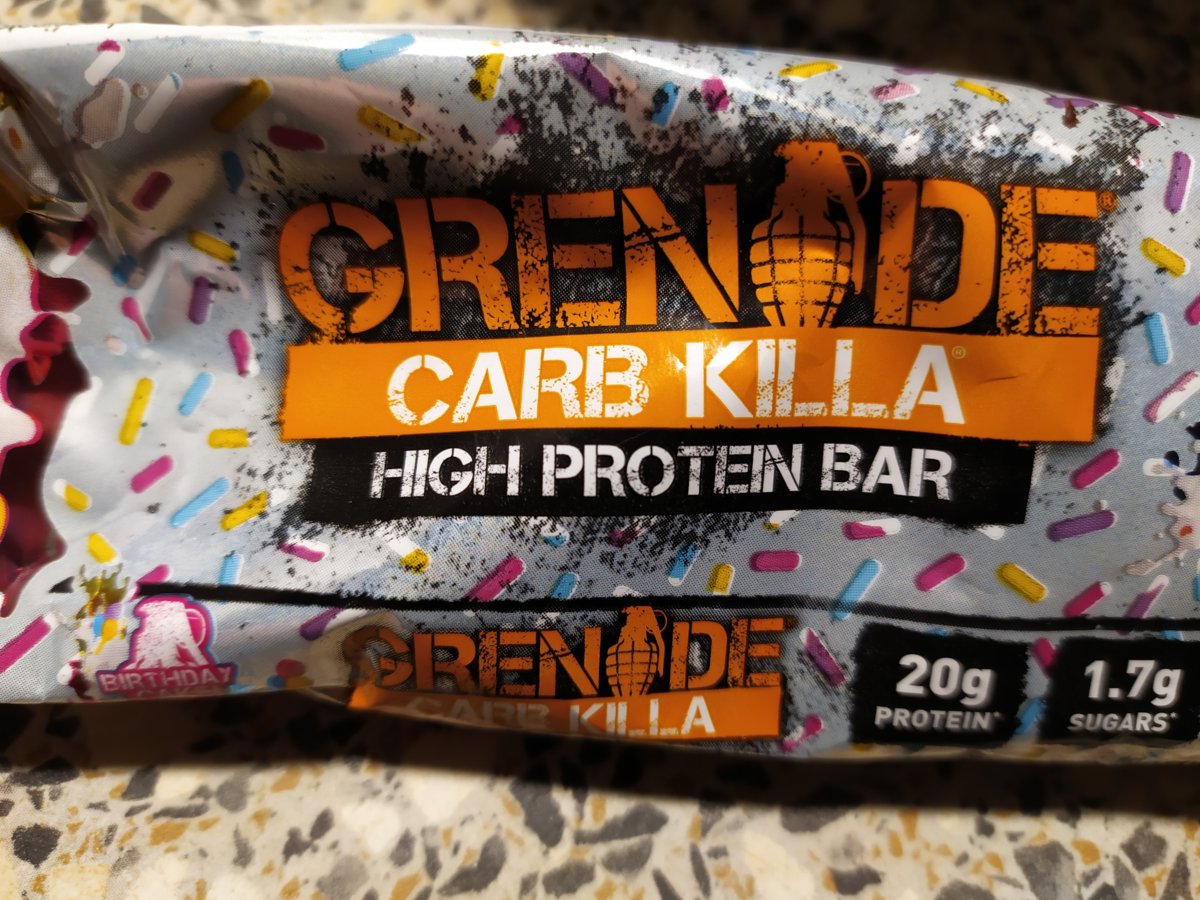 GRENADE®
CARB KILLA®
HIGH PROTEIN BAR
BIRTHDAY
GRENADE
CARB KILLA
20g
PROTEIN*
1.7g
SUGARS*